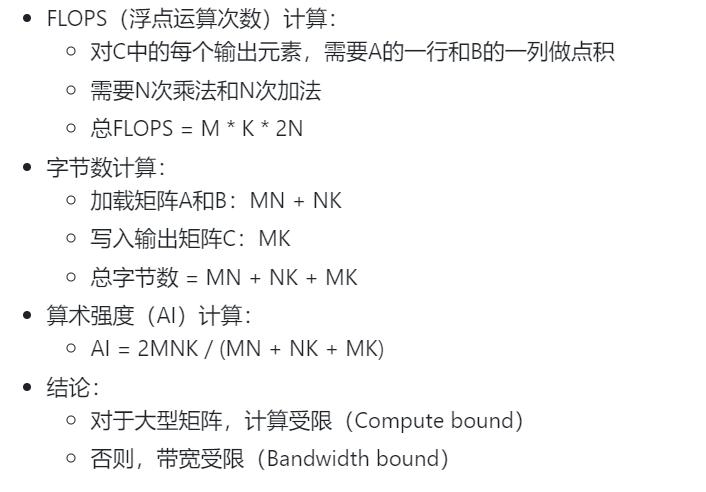 FLOPS（浮点运算次数）计算：
对C中的每个输出元素，需要A的一行和B的一列做点积
需要N次乘法和N次加法
总FLOPS = M * K * 2N
字节数计算：
加载矩阵A和B：MN + NK
写入输出矩阵C：MK
总字节数 = MN + NK + MK
算术强度（AI）计算：
AI = 2MNK / (MN + NK + MK)
结论：
对于大型矩阵，计算受限（Compute bound）
否则，带宽受限（Bandwidth bound）